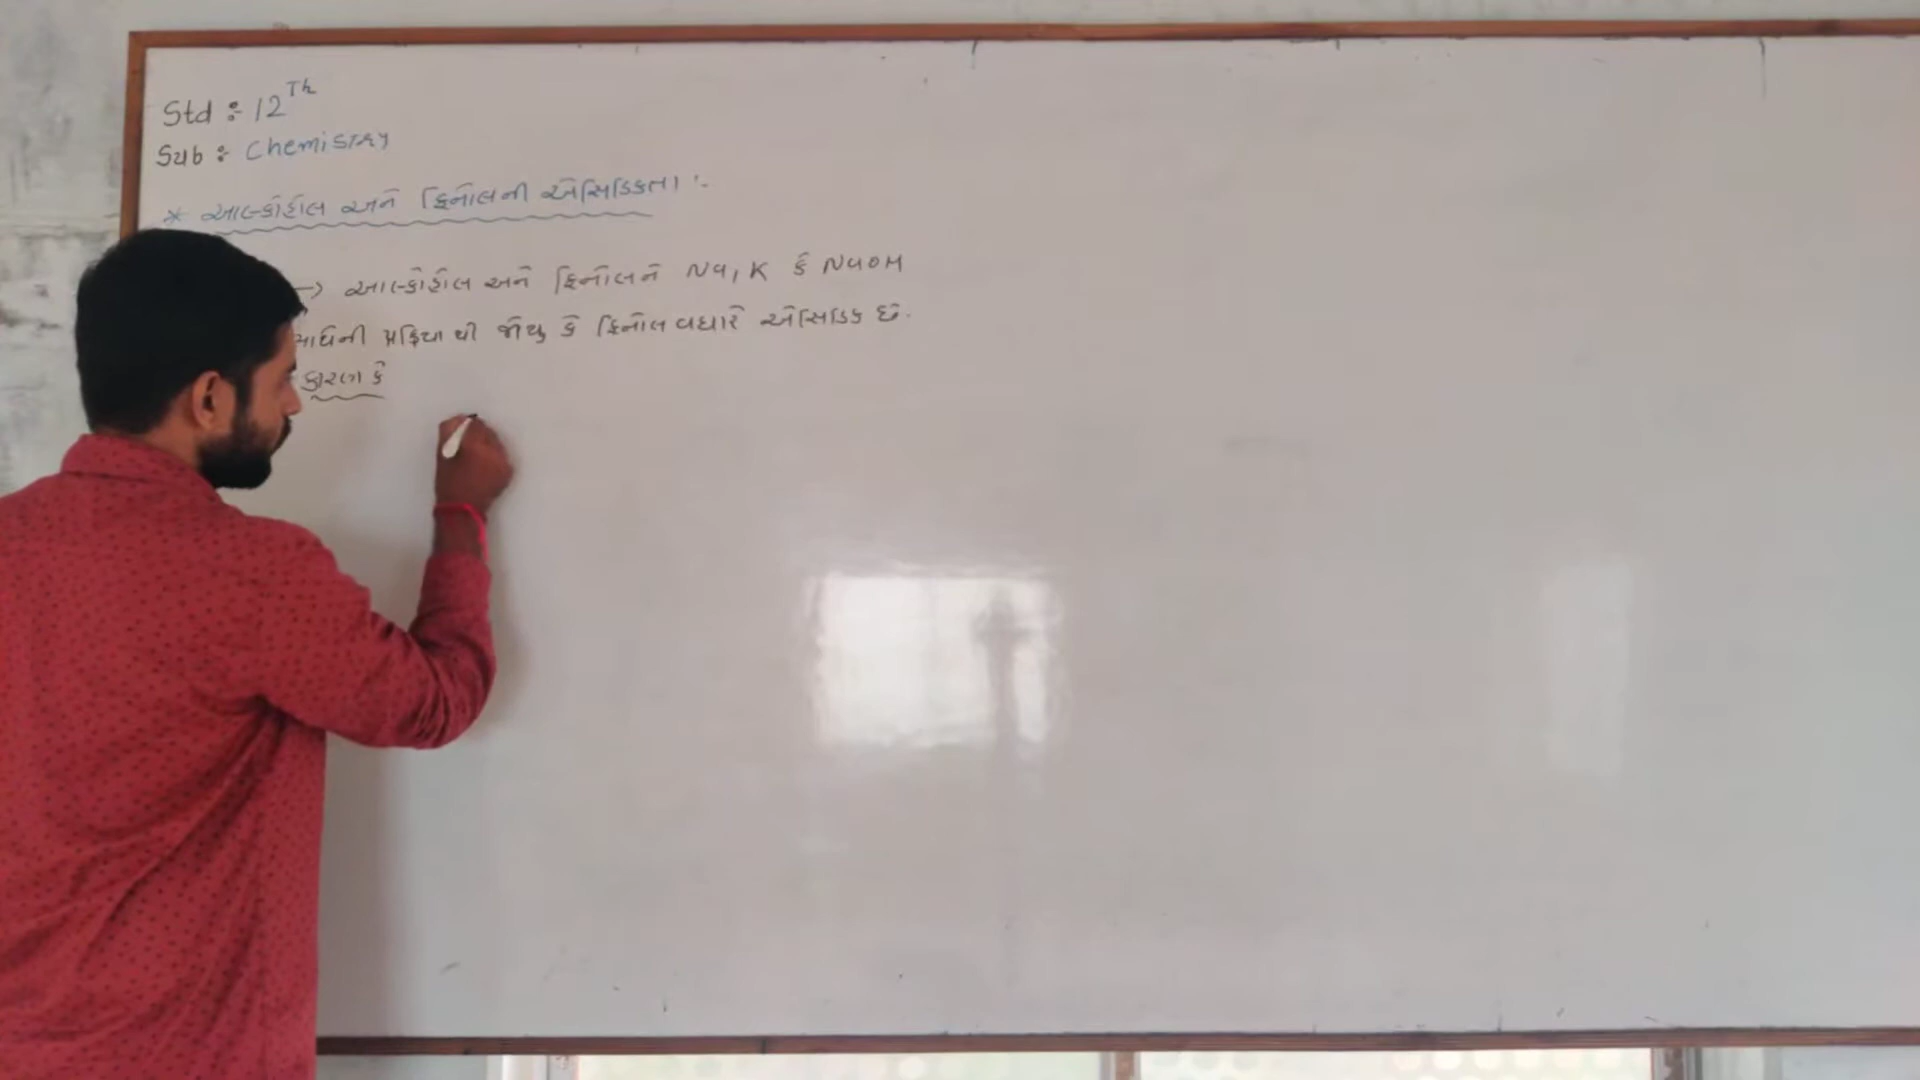 Std : 12Th
Sub : Chemistry
* આલ્કોહોલ અને ફિનોલની એસિડિકતા :-
→ આલ્કોહોલ અને ફિનોલને Na, K કે NaOH
સાથેની પ્રક્રિયા થી જોયુ કે ફિનોલ વધારે એસિડિક છે.
કારણ કે